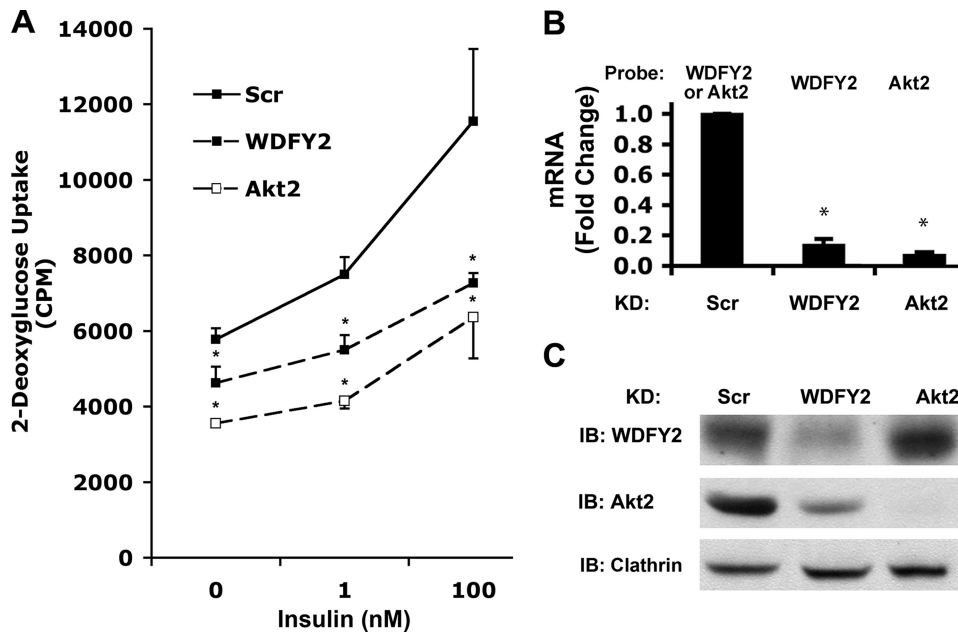 A
14000
12000
10000
8000
6000
4000
2000
0
2-Deoxyglucose Uptake
(CPM)
Scr
WDFY2
Akt2
*
*
*
*
*
*
0 1 100
Insulin (nM)
B
Probe: WDFY2 WDFY2 Akt2
or Akt2
mRNA
(Fold Change)
1.0
0.8
0.6
0.4
0.2
0.0
*
*
KD: Scr WDFY2 Akt2
C
KD: Scr WDFY2 Akt2
IB: WDFY2
IB: Akt2
IB: Clathrin